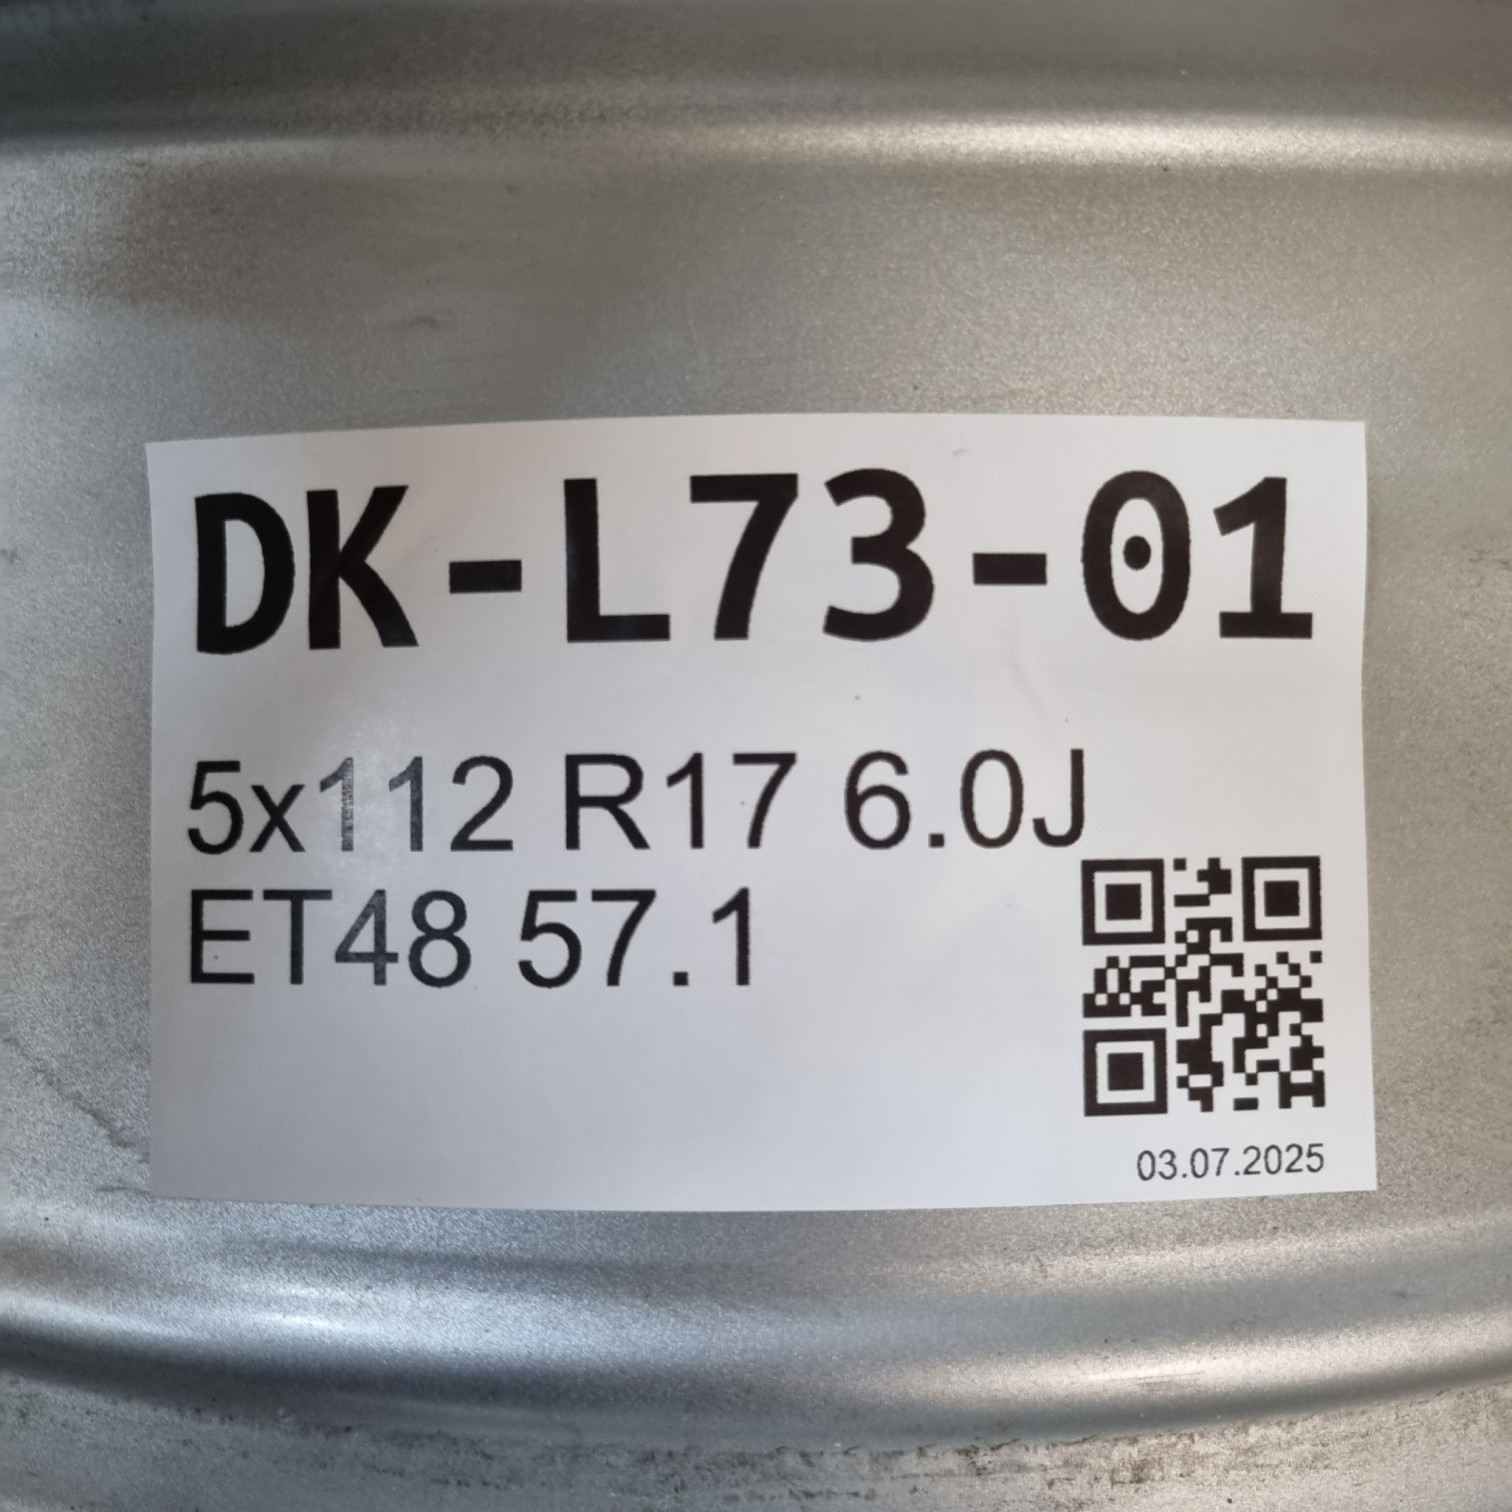 DK-L73-01
5x112 R17 6.0J
ET48 57.1
03.07.2025